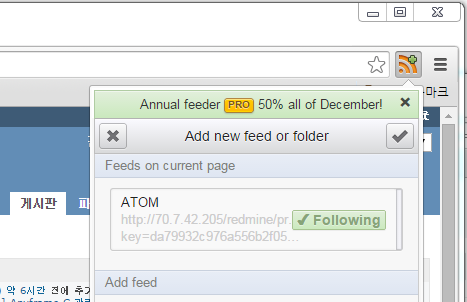 Annual feeder PRO 50% all of December!
마크
Add new feed or folder
Feeds on current page
게시판
ATOM
http://70.7.42.205/redmine/pr
Following
key=da79932c976a556b2f05...
Add feed
약 6시간 전에 추가